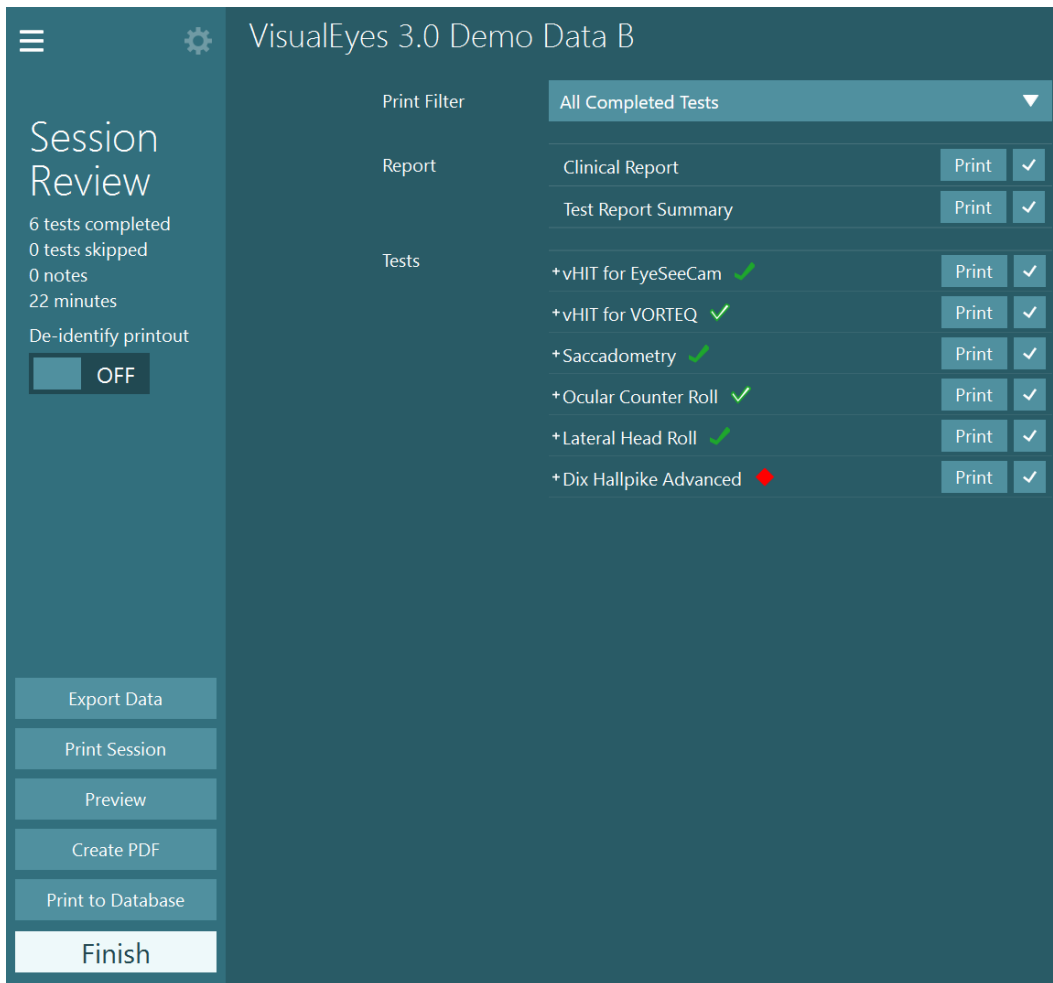 VisualEyes 3.0 Demo Data B
Session
Review
6 tests completed
0 tests skipped
0 notes
22 minutes
De-identify printout
OFF
Export Data
Print Session
Preview
Create PDF
Print to Database
Finish
Print Filter
All Completed Tests
Report
Clinical Report Print
Test Report Summary Print
Tests
+vHIT for EyeSeeCam Print
+vHIT for VORTEQ Print
+Saccadometry Print
+Ocular Counter Roll Print
+Lateral Head Roll Print
+Dix Hallpike Advanced Print